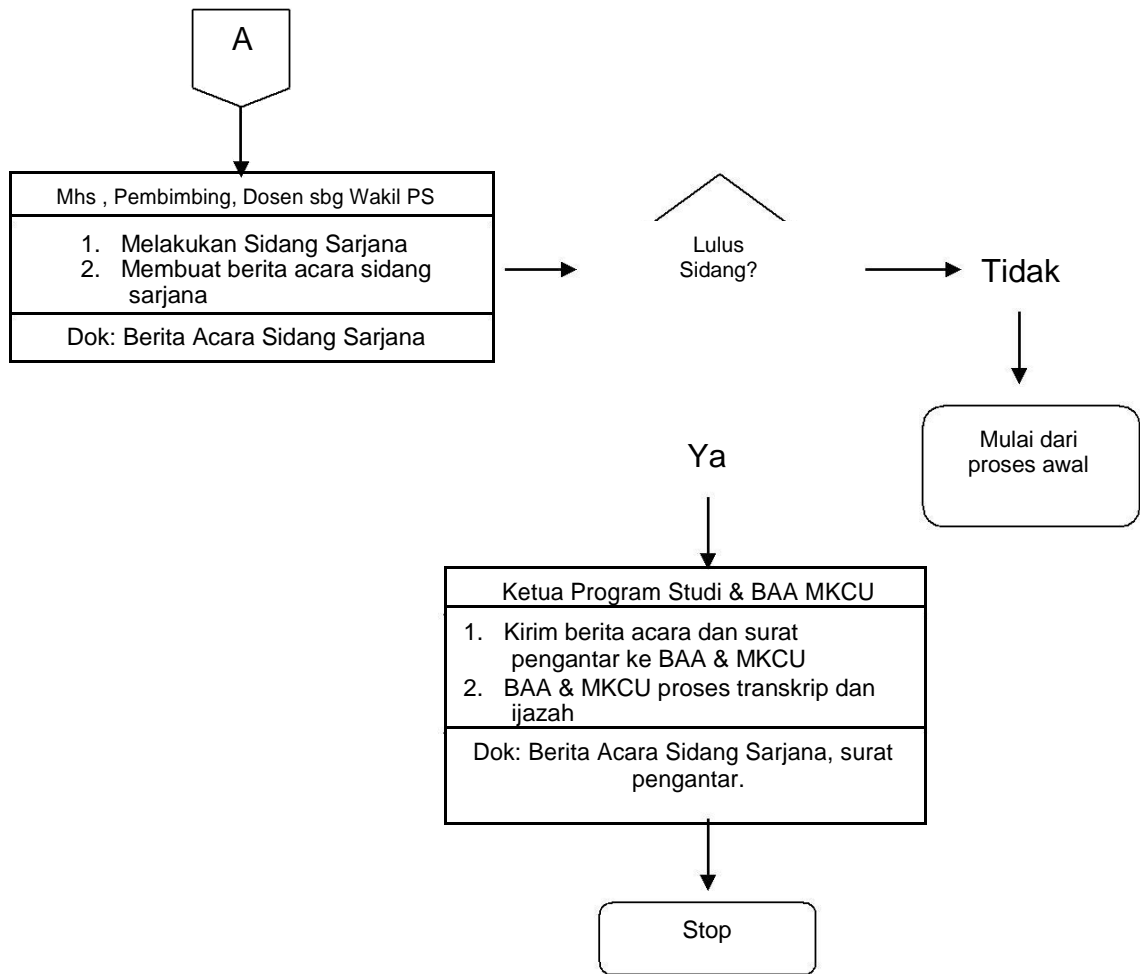 A
Mhs , Pembimbing, Dosen sbg Wakil PS
1. Melakukan Sidang Sarjana
2. Membuat berita acara sidang
sarjana
Dok: Berita Acara Sidang Sarjana
Lulus
Sidang?
Tidak
Mulai dari
proses awal
Ya
Ketua Program Studi & BAA MKCU
1. Kirim berita acara dan surat
pengantar ke BAA & MKCU
2. BAA & MKCU proses transkrip dan
ijazah
Dok: Berita Acara Sidang Sarjana, surat
pengantar.
Stop